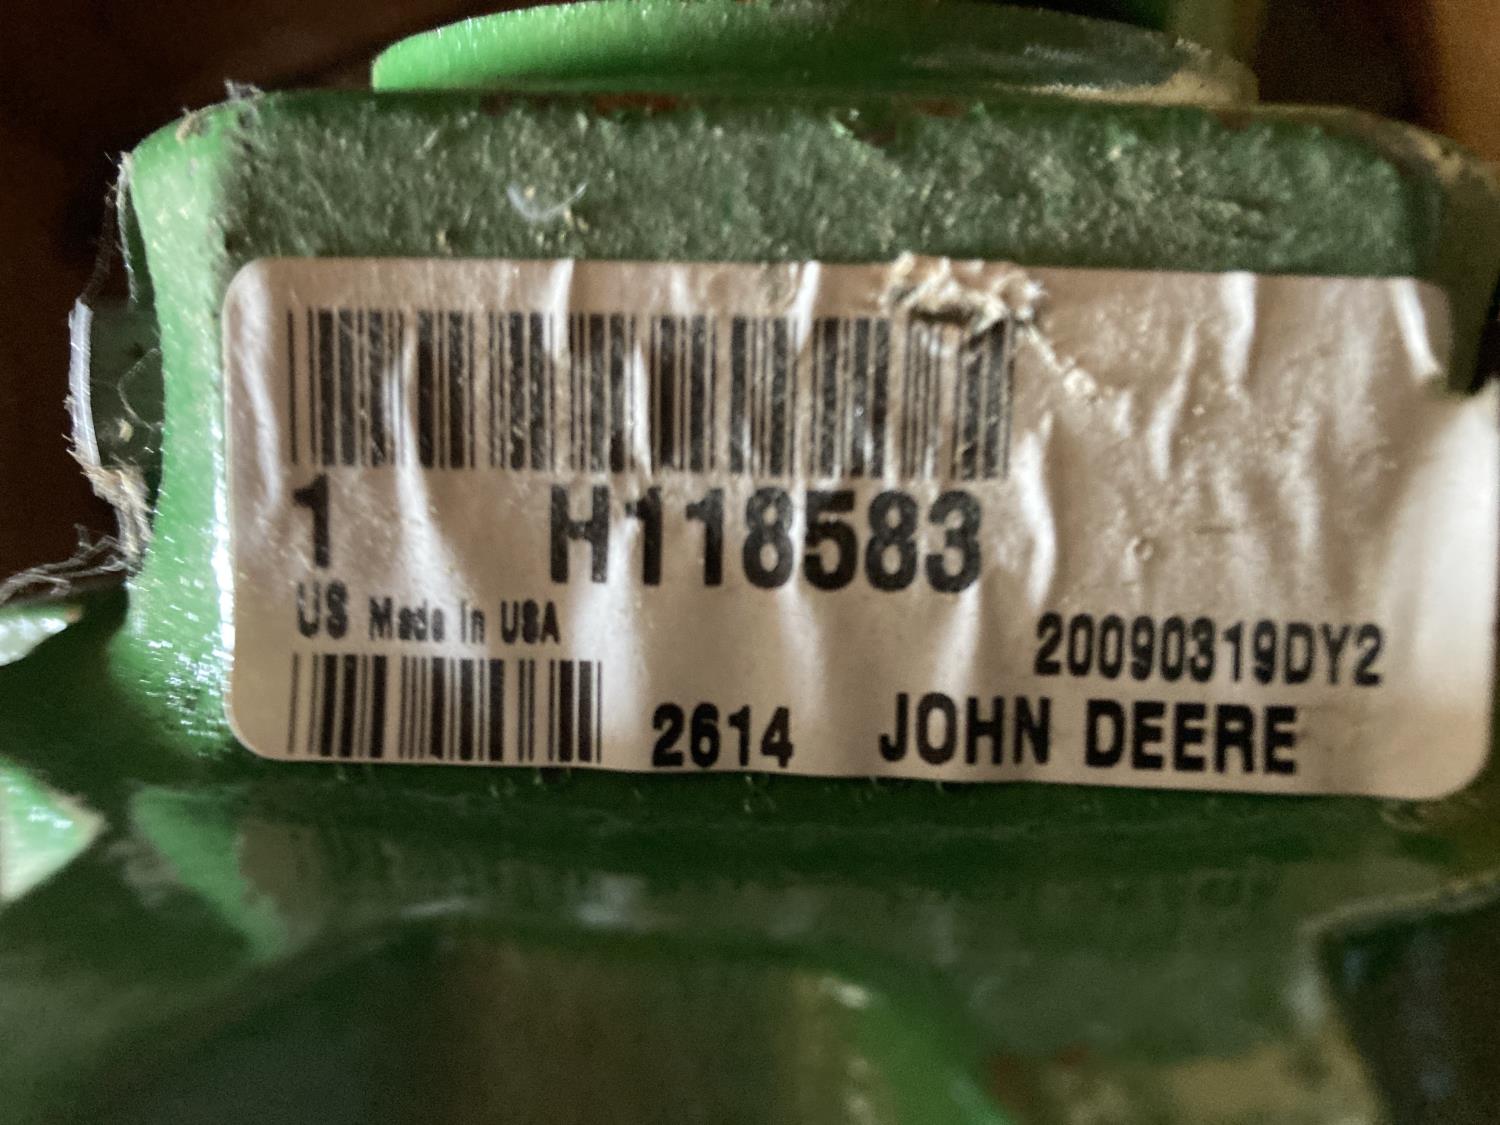 1 H118583
US Made in USA
20090319DY2
2614 JOHN DEERE